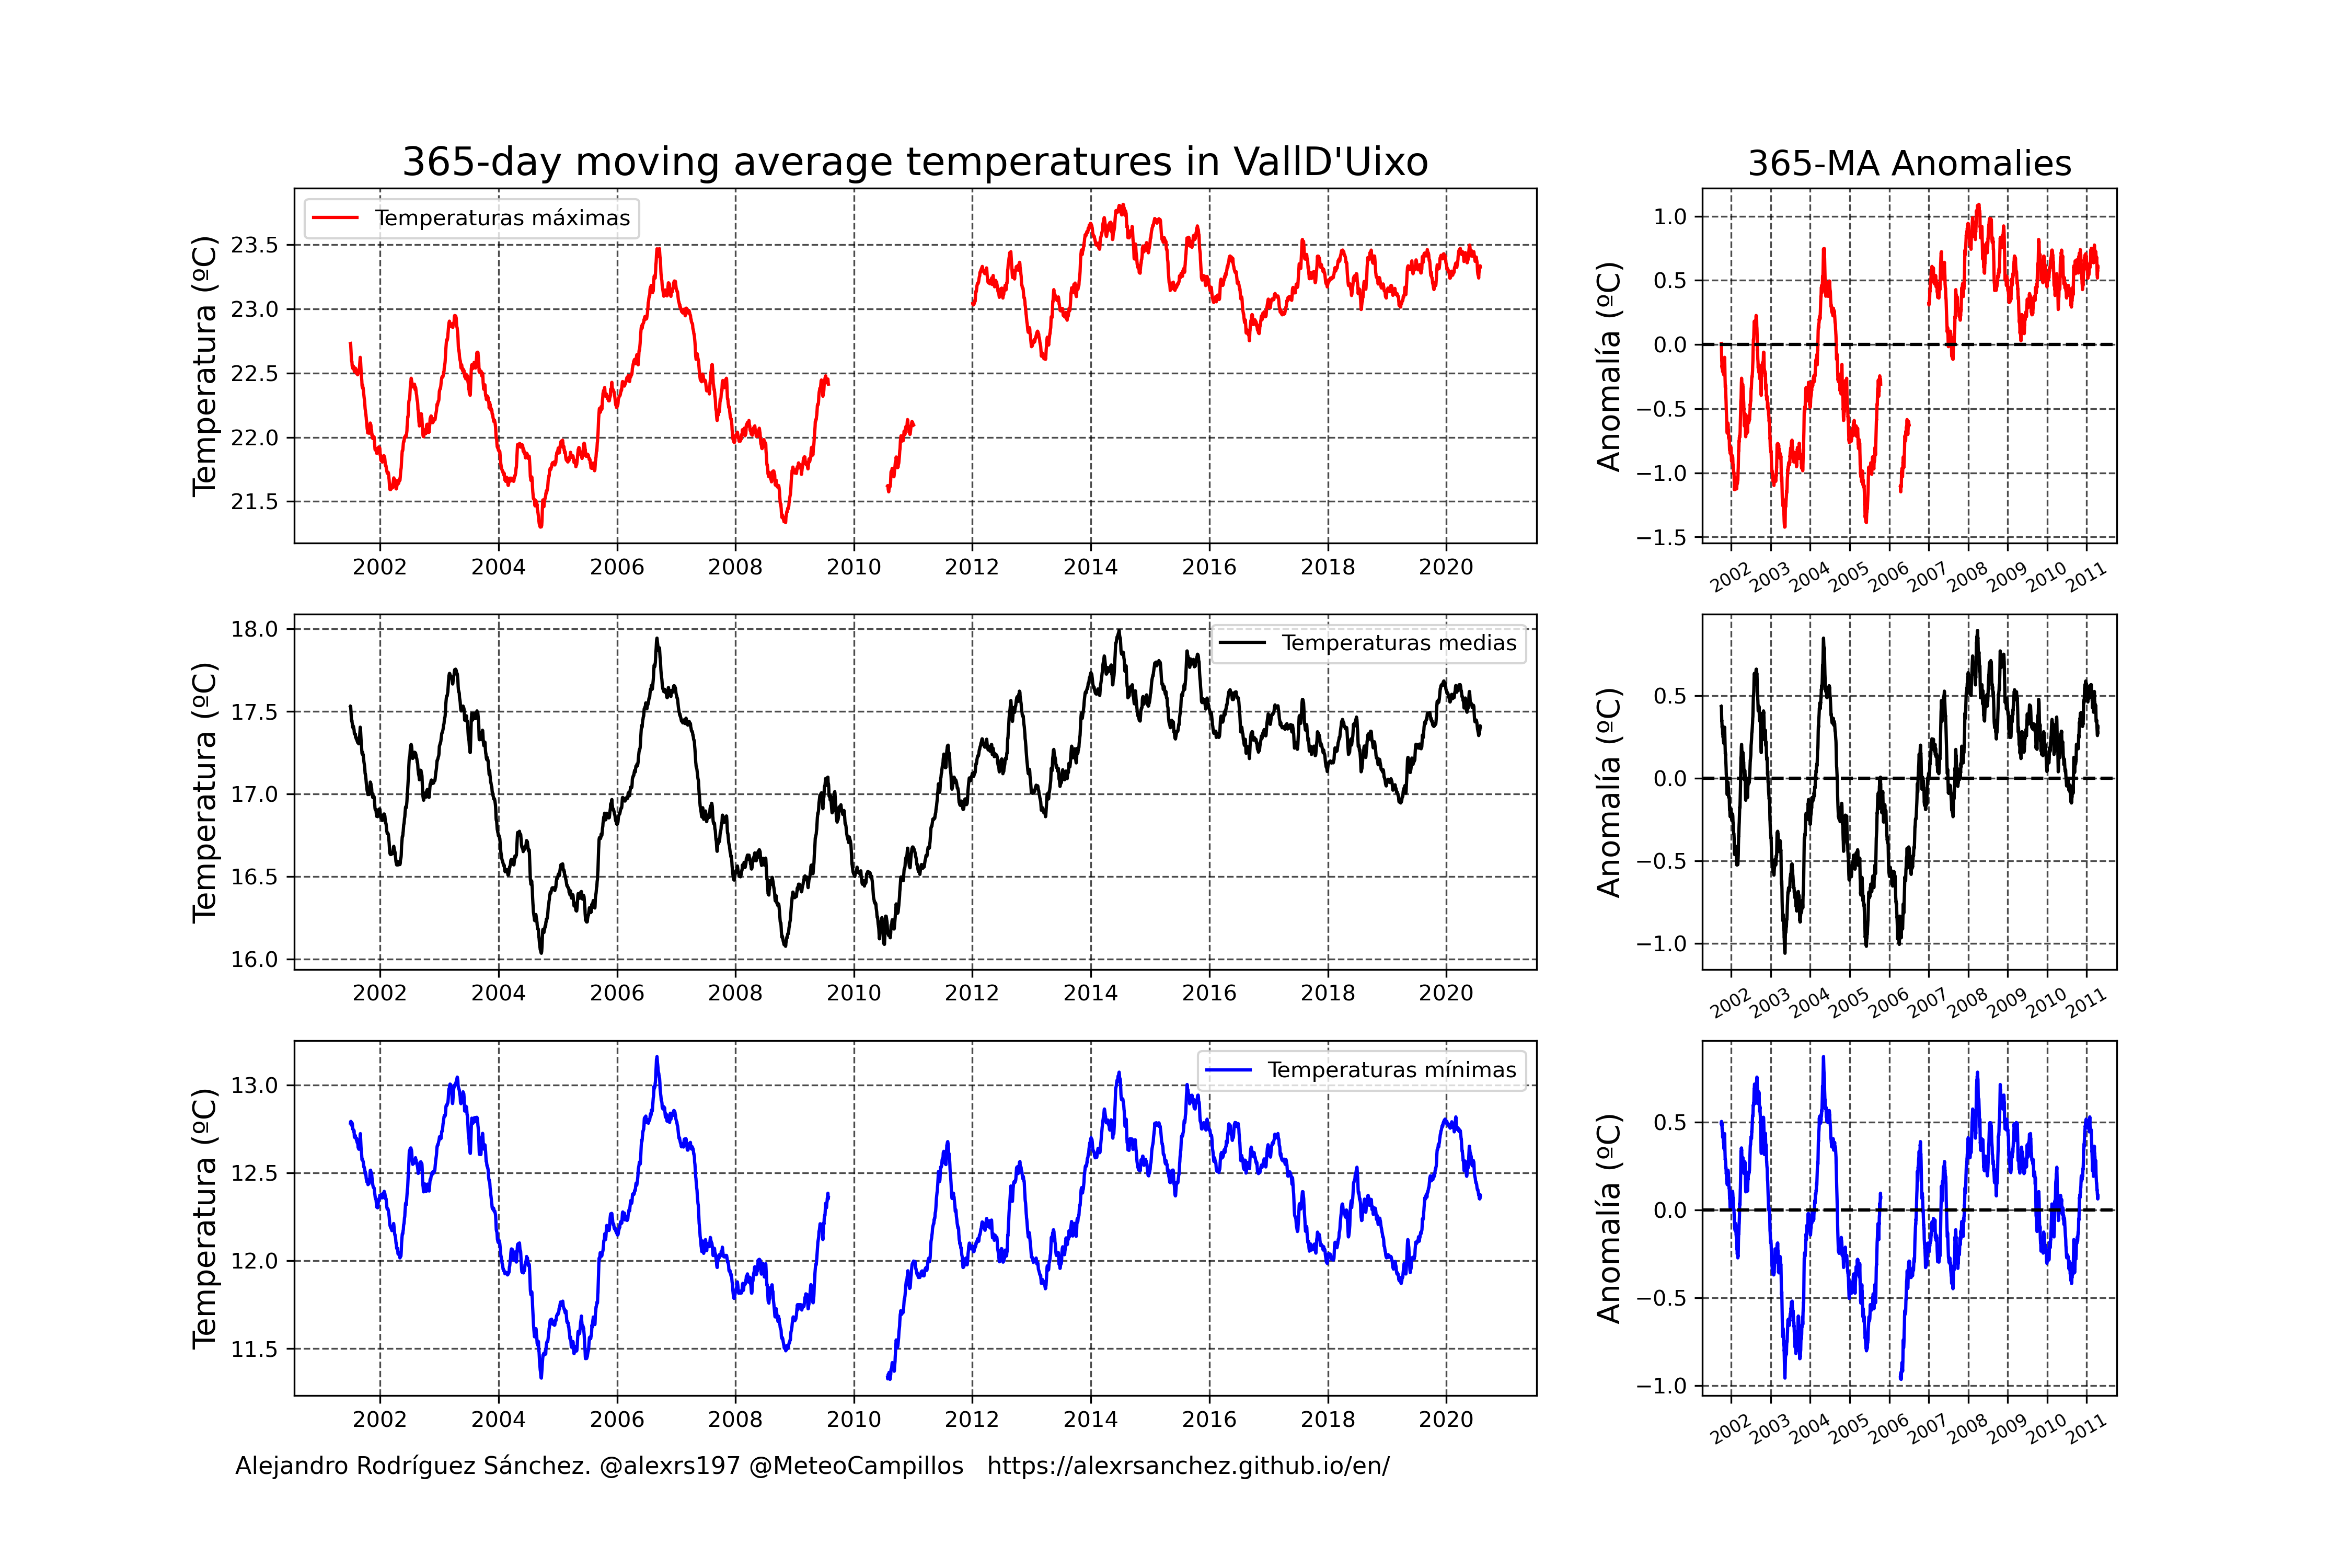 365-day moving average temperatures in VallD'Uixo
365-MA Anomalies
Temperatura (ºC)
23.5
23.0
22.5
22.0
21.5
Temperaturas máximas
2002 2004 2006 2008 2010 2012 2014 2016 2018 2020
Anomalía (ºC)
1.0
0.5
0.0
−0.5
−1.0
−1.5
2002 2003 2004 2005 2006 2007 2008 2009 2010 2011
Temperatura (ºC)
18.0
17.5
17.0
16.5
16.0
Temperaturas medias
2002 2004 2006 2008 2010 2012 2014 2016 2018 2020
Anomalía (ºC)
0.5
0.0
−0.5
−1.0
2002 2003 2004 2005 2006 2007 2008 2009 2010 2011
Temperatura (ºC)
13.0
12.5
12.0
11.5
Temperaturas mínimas
2002 2004 2006 2008 2010 2012 2014 2016 2018 2020
Anomalía (ºC)
0.5
0.0
−0.5
−1.0
2002 2003 2004 2005 2006 2007 2008 2009 2010 2011
Alejandro Rodríguez Sánchez. @alexrs197 @MeteoCampillos   https://alexrsanchez.github.io/en/